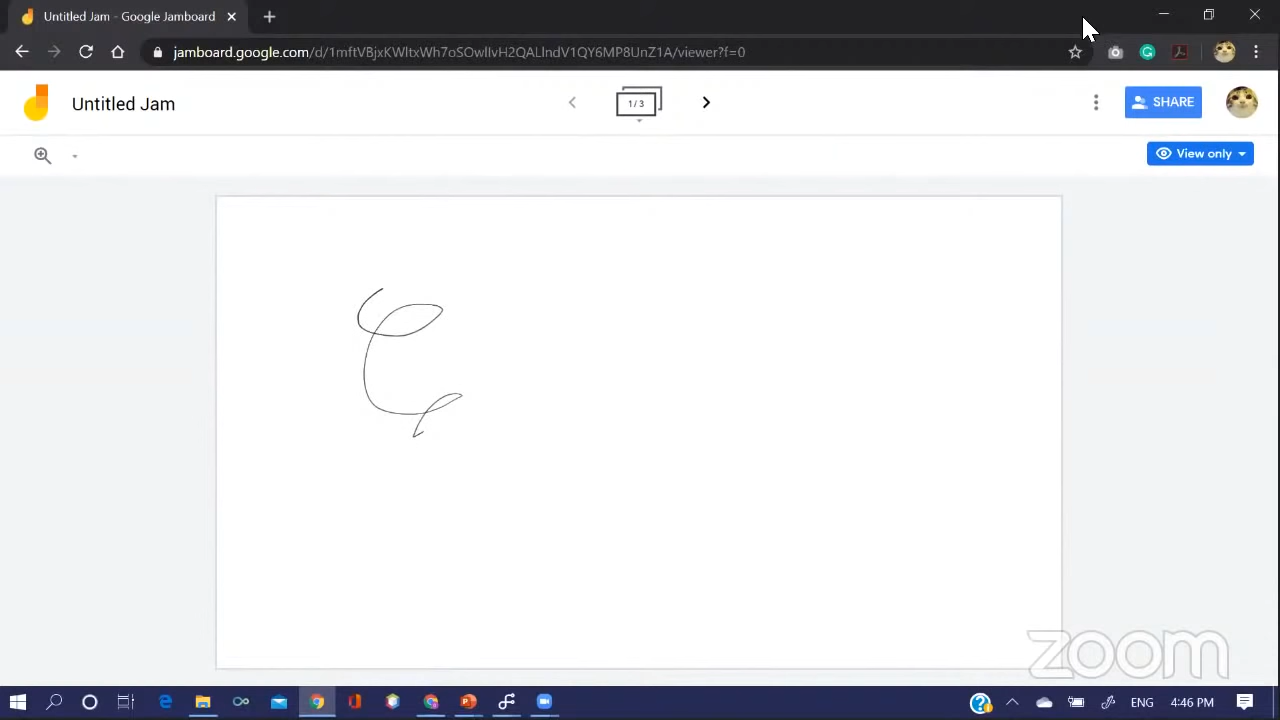 Untitled Jam - Google Jamboard
jamboard.google.com/d/1mftVBjxKWltxWh7oSOwllvH2QALlndV1QY6MP8UnZ1A/viewer?f=0
Untitled Jam
1/3
SHARE
View only
zoom
ENG
4:46 PM